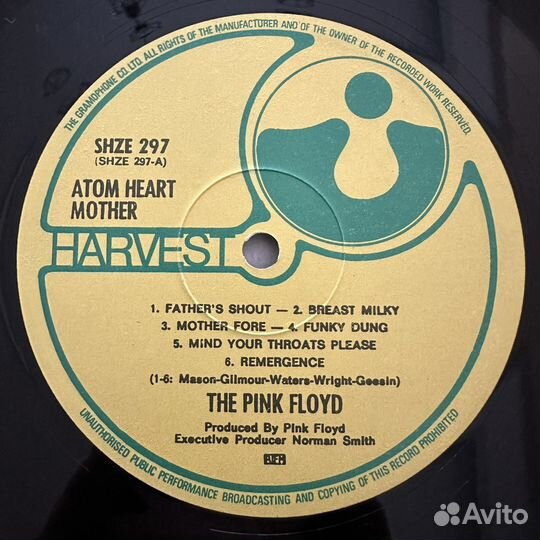 THE GRAMOPHONE CO. LTD. ALL RIGHTS OF THE MANUFACTURER AND OF THE OWNER OF THE RECORDED WORK RESERVED.
SHZE 297
(SHZE 297-A)
ATOM HEART
MOTHER
HARVEST
1. FATHER'S SHOUT — 2. BREAST MILKY
3. MOTHER FORE — 4. FUNKY DUNG
5. MIND YOUR THROATS PLEASE
6. REMERGENCE
(1-6: Mason-Gilmour-Waters-Wright-Geesin)
THE PINK FLOYD
Produced By Pink Floyd
Executive Producer Norman Smith
UNAUTHORISED PUBLIC PERFORMANCE BROADCASTING AND COPYING OF THIS RECORD PROHIBITED
Avito